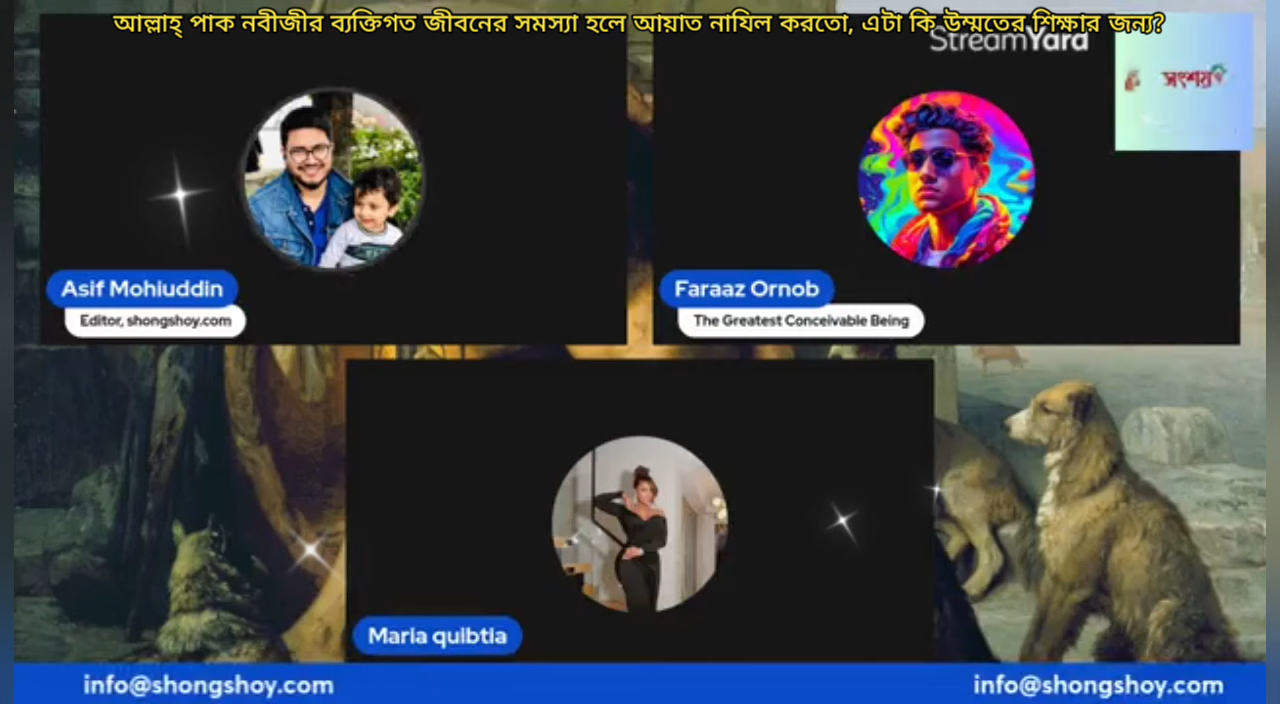 আল্লাহ্ পাক নবীজীর ব্যক্তিগত জীবনের সমস্যা হলে আয়াত নাযিল করতো, এটা কি উম্মতের শিক্ষার জন্য?
StreamYard
সংশয়
Asif Mohiuddin
Editor, shongshoy.com
Faraaz Ornob
The Greatest Conceivable Being
Maria quibtia
info@shongshoy.com
info@shongshoy.com